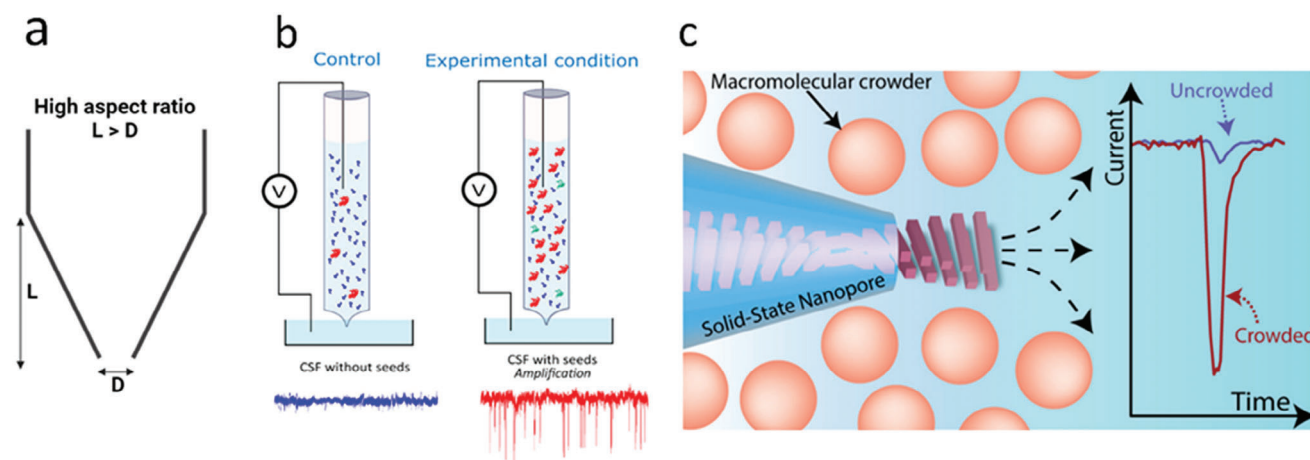 a
High aspect ratio
L > D
L
D
b
Control
Experimental condition
V
V
CSF without seeds
CSF with seeds
Amplification
c
Macromolecular crowder
Solid-State Nanopore
Current
Uncrowded
Crowded
Time